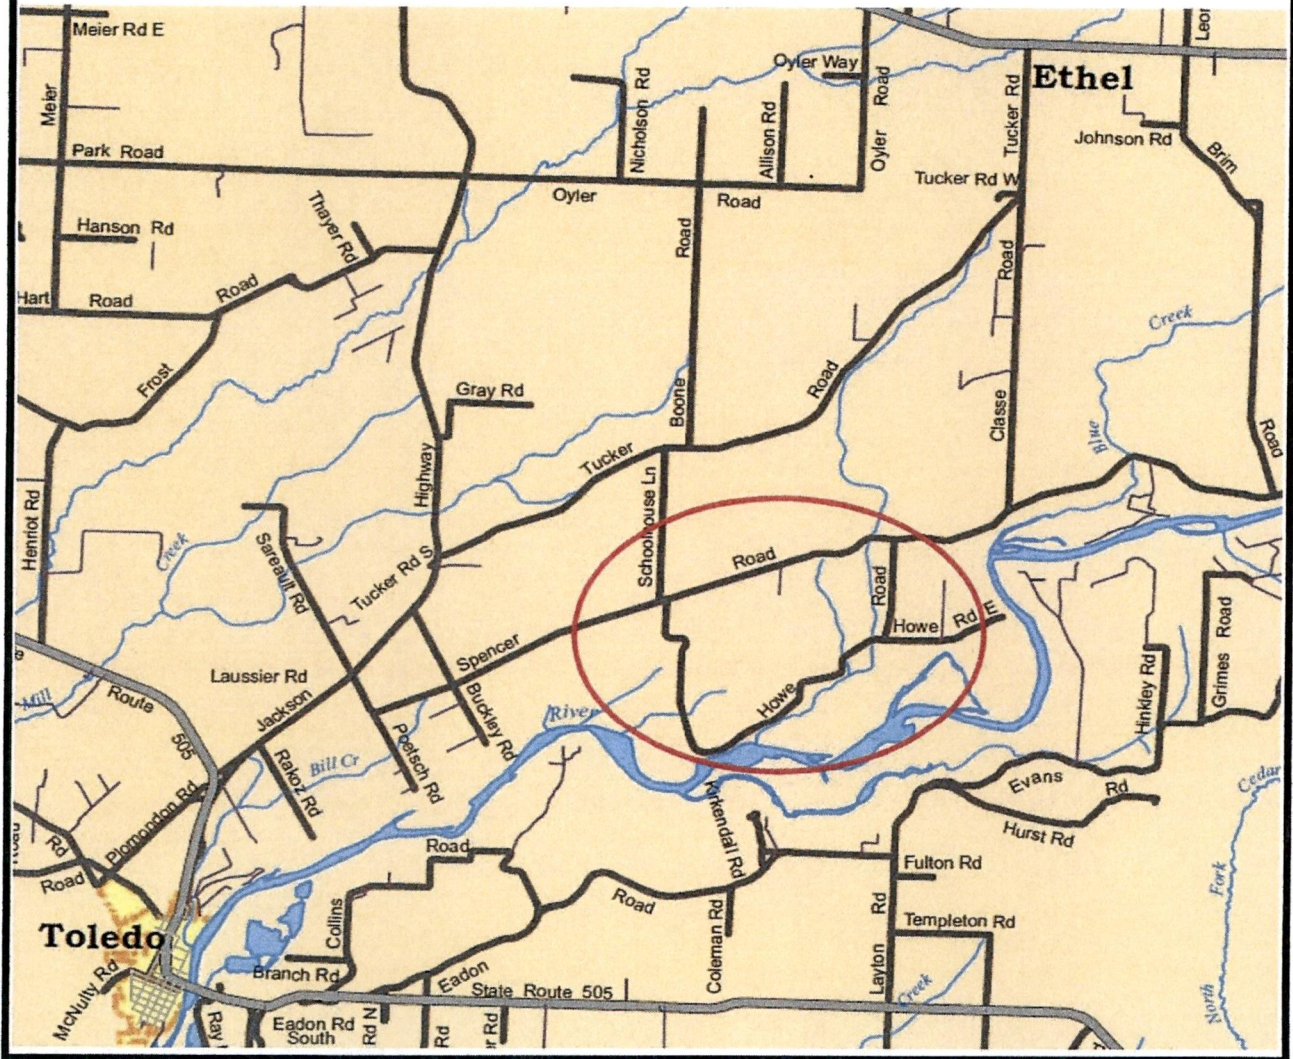 Meier Rd E
Meier
Park Road
Nicholson Rd
Oyler Way
Allison Rd
Oyler Road
Ethel
Tucker Rd
Johnson Rd
Brim
Road
Tucker Rd W
Hanson Rd
Thayer Rd
Oyler Road
Hart Road
Road
Frost
Boone Road
Classe Road
Creek
Blue
Gray Rd
Highway
Tucker Road
Henriot Rd
Creek
Sareault Rd
Tucker Rd S
Schoolhouse Ln
Spencer Road
Road
Howe Rd E
Howe
Grimes Road
Hinkley Rd
Mill
Route 505
Laussier Rd
Jackson
Buckley Rd
River
Poetsch Rd
Bill Cr
Rakoz Rd
Plomondon Rd
Rd
Road
Kirkendall Rd
Evans Rd
Hurst Rd
Cedar
Road
Road
Fulton Rd
Fork
North
Toledo
McNulty Rd
Collins
Branch Rd
Coleman Rd
Layton Rd
Templeton Rd
Creek
Eadon
State Route 505
Eadon Rd
South
Rd N
Rd
Ray